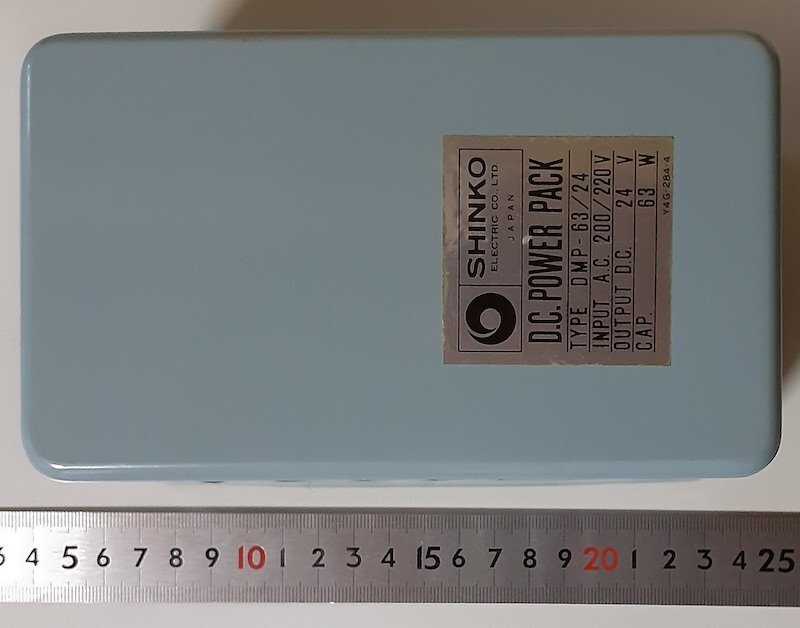 SHINKO
ELECTRIC CO., LTD
JAPAN
D.C. POWER PACK
TYPE DMP-63/24
INPUT A.C. 200/220 V
OUTPUT D.C. 24 V
CAP. 63 W
Y4G-284-4
3 4 5 6 7 8 9 10 1 2 3 4 15 6 7 8 9 20 1 2 3 4 25